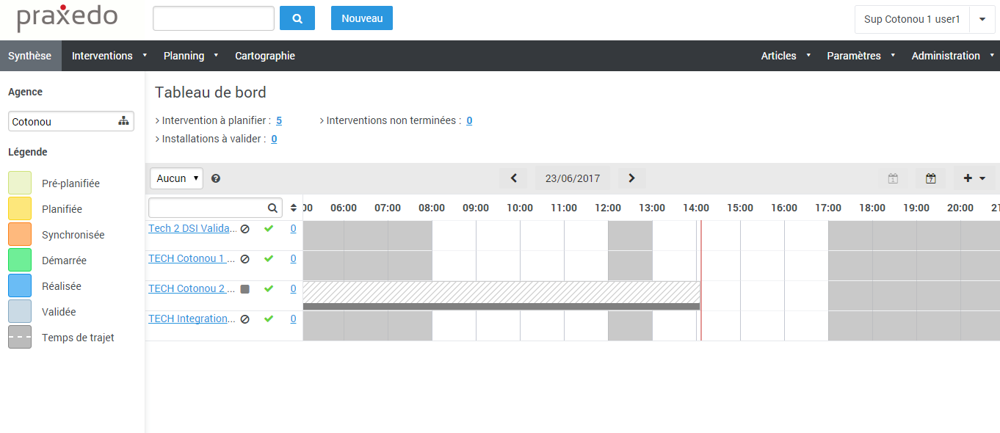 praxedo
Nouveau
Sup Cotonou 1 user1
Synthèse Interventions Planning Cartographie Articles Paramètres Administration
Agence
Cotonou
Légende
Pré-planifiée
Planifiée
Synchronisée
Démarrée
Réalisée
Validée
Temps de trajet
Tableau de bord
Intervention à planifier : 5
Interventions non terminées : 0
Installations à valider : 0
Aucun
23/06/2017
1
7
:00 06:00 07:00 08:00 09:00 10:00 11:00 12:00 13:00 14:00 15:00 16:00 17:00 18:00 19:00 20:00 21
Tech 2 DSI Valida... 0
TECH Cotonou 1 ... 0
TECH Cotonou 2 ... 0
TECH Integration... 0